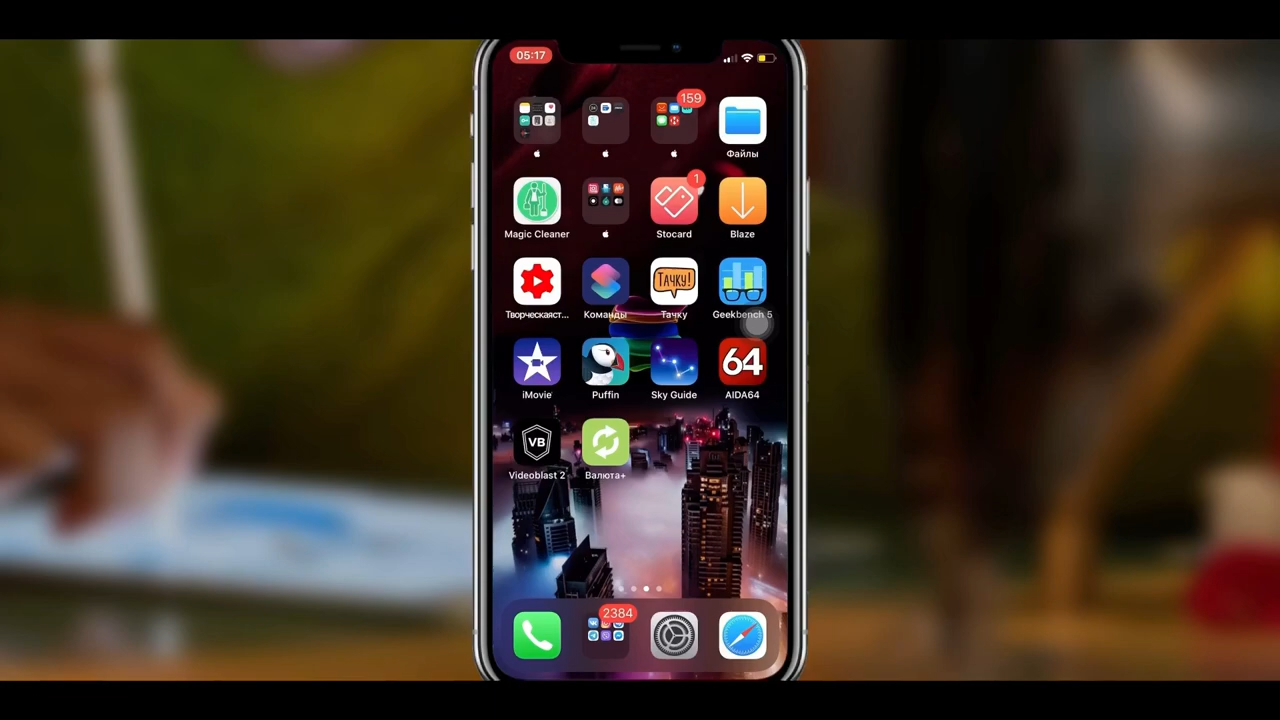 05:17
159
Файлы
1
Magic Cleaner
Stocard
Blaze
ТАЧКУ!
Творческаяст...
Команды
Тачку
Geekbench 5
64
iMovie
Puffin
Sky Guide
AIDA64
VB
Videoblast 2
Валюта+
2384